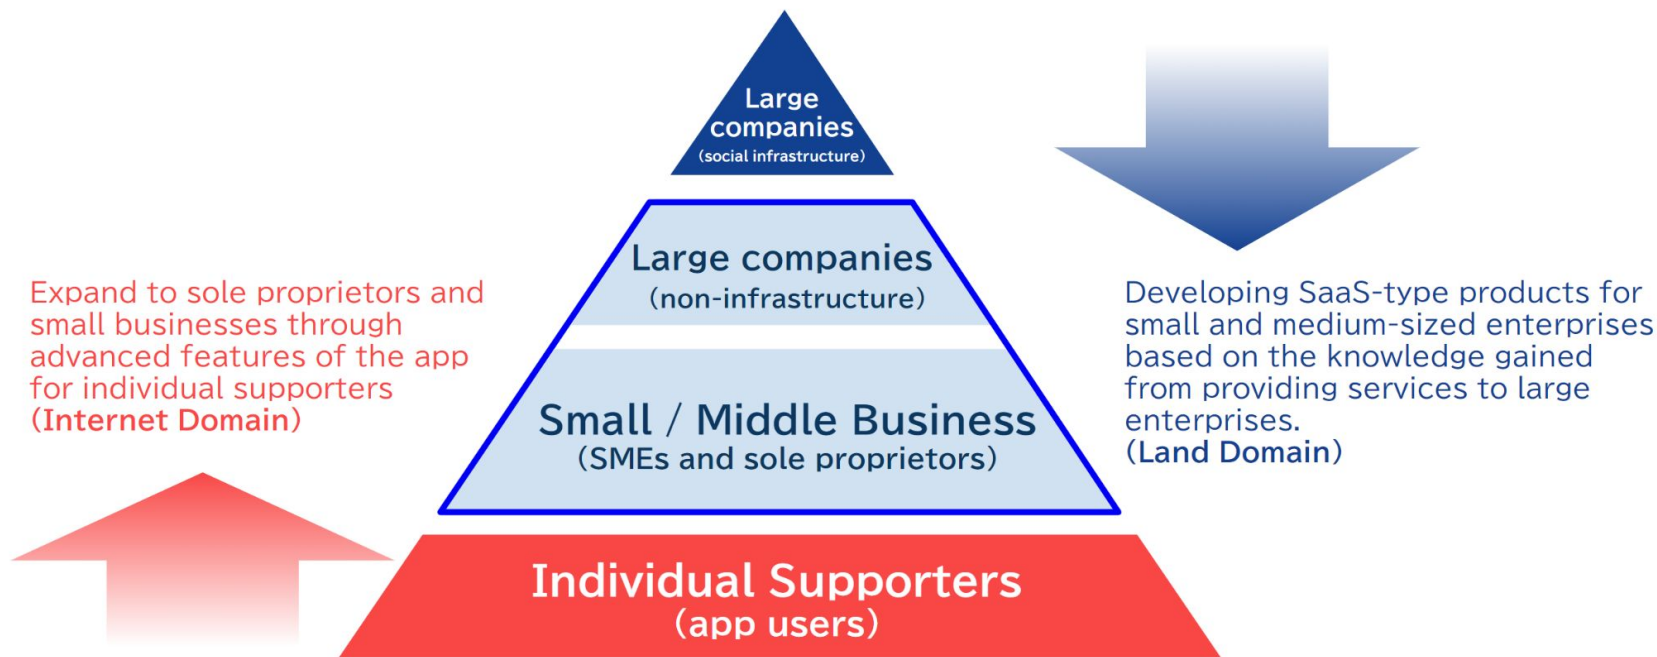 Large
companies
(social infrastructure)
Large companies
(non-infrastructure)
Small / Middle Business
(SMEs and sole proprietors)
Individual Supporters
(app users)
Expand to sole proprietors and
small businesses through
advanced features of the app
for individual supporters
(Internet Domain)
Developing SaaS-type products for
small and medium-sized enterprises
based on the knowledge gained
from providing services to large
enterprises.
(Land Domain)